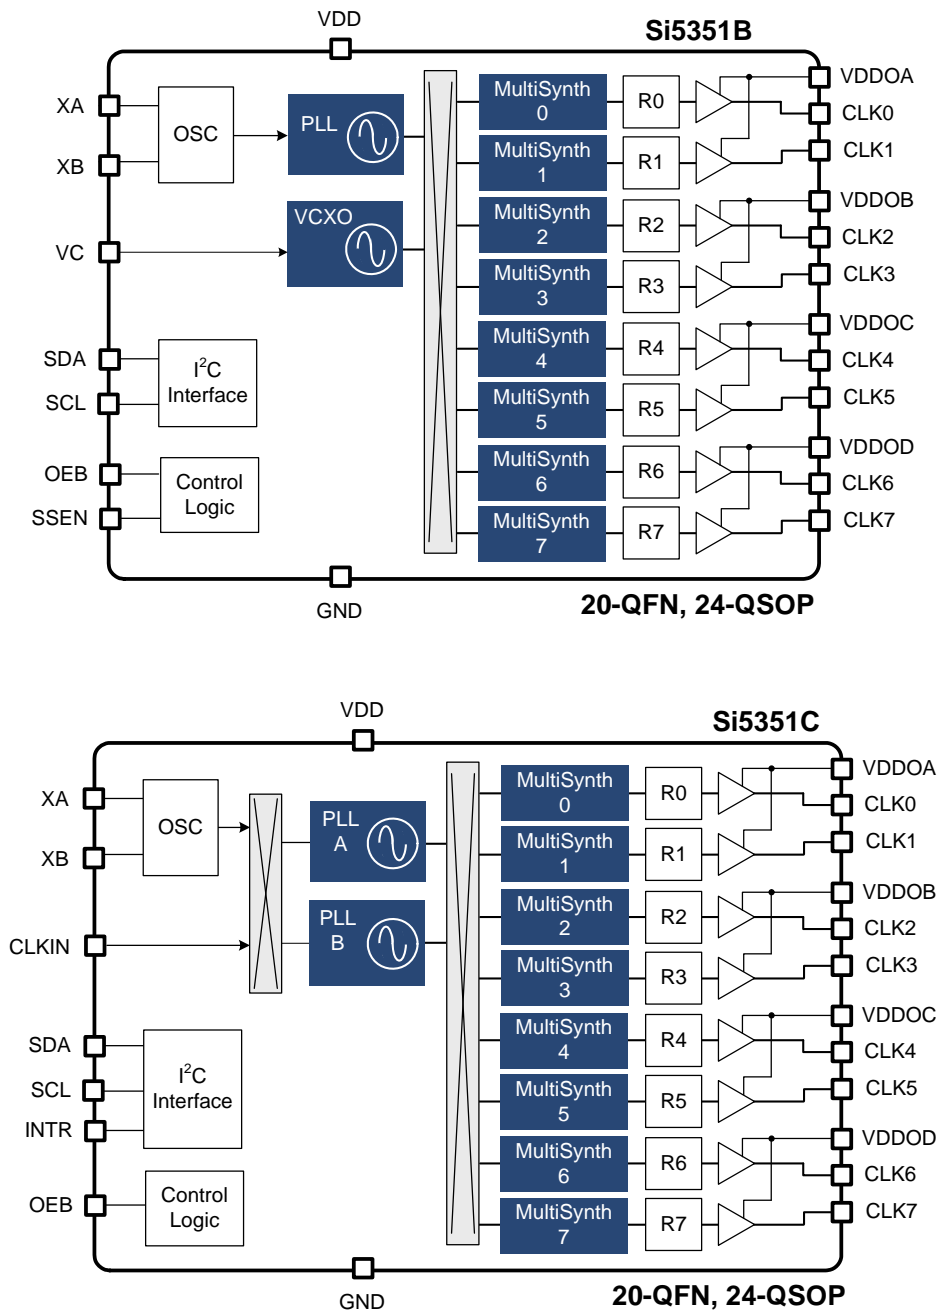 VDD
Si5351B
XA
XB
VC
SDA
SCL
OEB
SSEN
OSC
PLL
VCXO
I²C
Interface
Control
Logic
MultiSynth
0
MultiSynth
1
MultiSynth
2
MultiSynth
3
MultiSynth
4
MultiSynth
5
MultiSynth
6
MultiSynth
7
R0
R1
R2
R3
R4
R5
R6
R7
VDDOA
CLK0
CLK1
VDDOB
CLK2
CLK3
VDDOC
CLK4
CLK5
VDDOD
CLK6
CLK7
GND
20-QFN, 24-QSOP
VDD
Si5351C
XA
XB
CLKIN
SDA
SCL
INTR
OEB
OSC
PLL
A
PLL
B
I²C
Interface
Control
Logic
MultiSynth
0
MultiSynth
1
MultiSynth
2
MultiSynth
3
MultiSynth
4
MultiSynth
5
MultiSynth
6
MultiSynth
7
R0
R1
R2
R3
R4
R5
R6
R7
VDDOA
CLK0
CLK1
VDDOB
CLK2
CLK3
VDDOC
CLK4
CLK5
VDDOD
CLK6
CLK7
GND
20-QFN, 24-QSOP